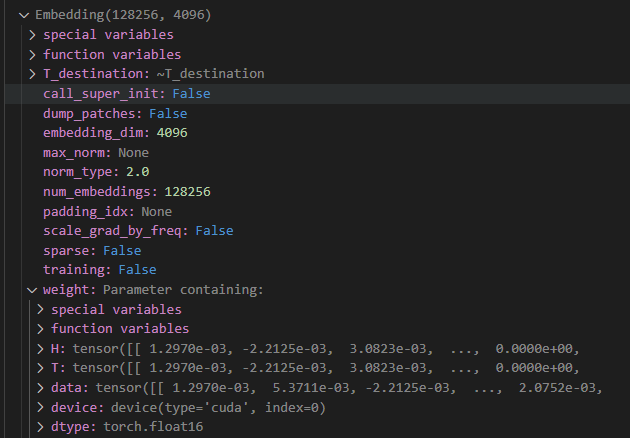 Embedding(128256, 4096)
special variables
function variables
T_destination: ~T_destination
call_super_init: False
dump_patches: False
embedding_dim: 4096
max_norm: None
norm_type: 2.0
num_embeddings: 128256
padding_idx: None
scale_grad_by_freq: False
sparse: False
training: False
weight: Parameter containing:
special variables
function variables
H: tensor([[ 1.2970e-03, -2.2125e-03,  3.0823e-03,  ...,  0.0000e+00,
T: tensor([[ 1.2970e-03, -2.2125e-03,  3.0823e-03,  ...,  0.0000e+00,
data: tensor([[ 1.2970e-03,  5.3711e-03, -2.2125e-03,  ...,  2.0752e-03,
device: device(type='cuda', index=0)
dtype: torch.float16